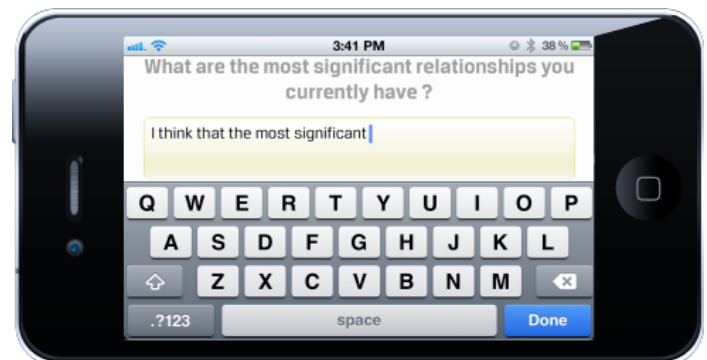 3:41 PM
38%
What are the most significant relationships you
currently have ?
I think that the most significant
Q W E R T Y U I O P
A S D F G H J K L
Z X C V B N M
.?123 space Done